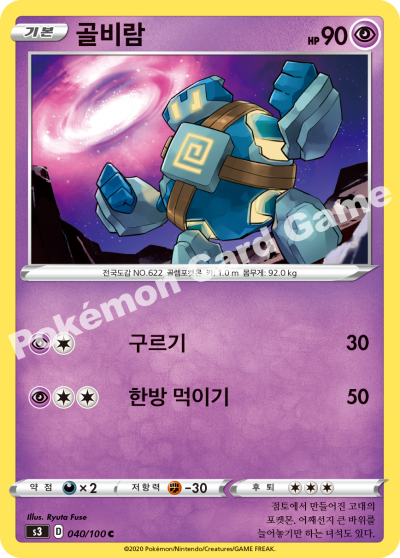 기본 골비람 HP 90
전국도감 NO.622 골렘포켓몬 키: 1.0 m 몸무게: 92.0 kg
Pokémon Card Game
구르기 30
한방 먹이기 50
약점 ×2 저항력 -30 후퇴
Illus. Ryuta Fuse
s3 D 040/100 C
점토에서 만들어진 고대의
포켓몬. 어째선지 큰 바위를
늘어놓기만 하는 녀석도 있다.
©2020 Pokémon/Nintendo/Creatures/GAME FREAK.